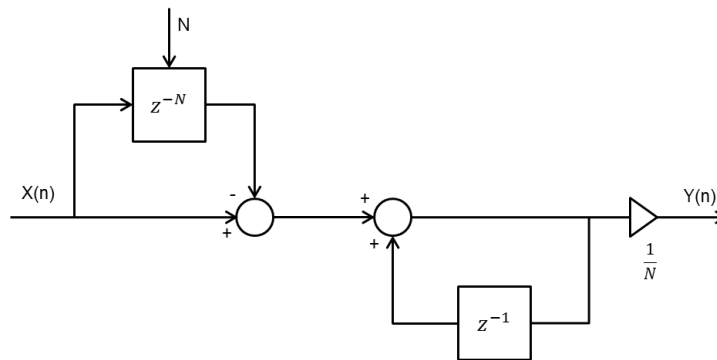 N
z^{-N}
X(n)
-
+
+
+
Y(n)
1/N
z^{-1}